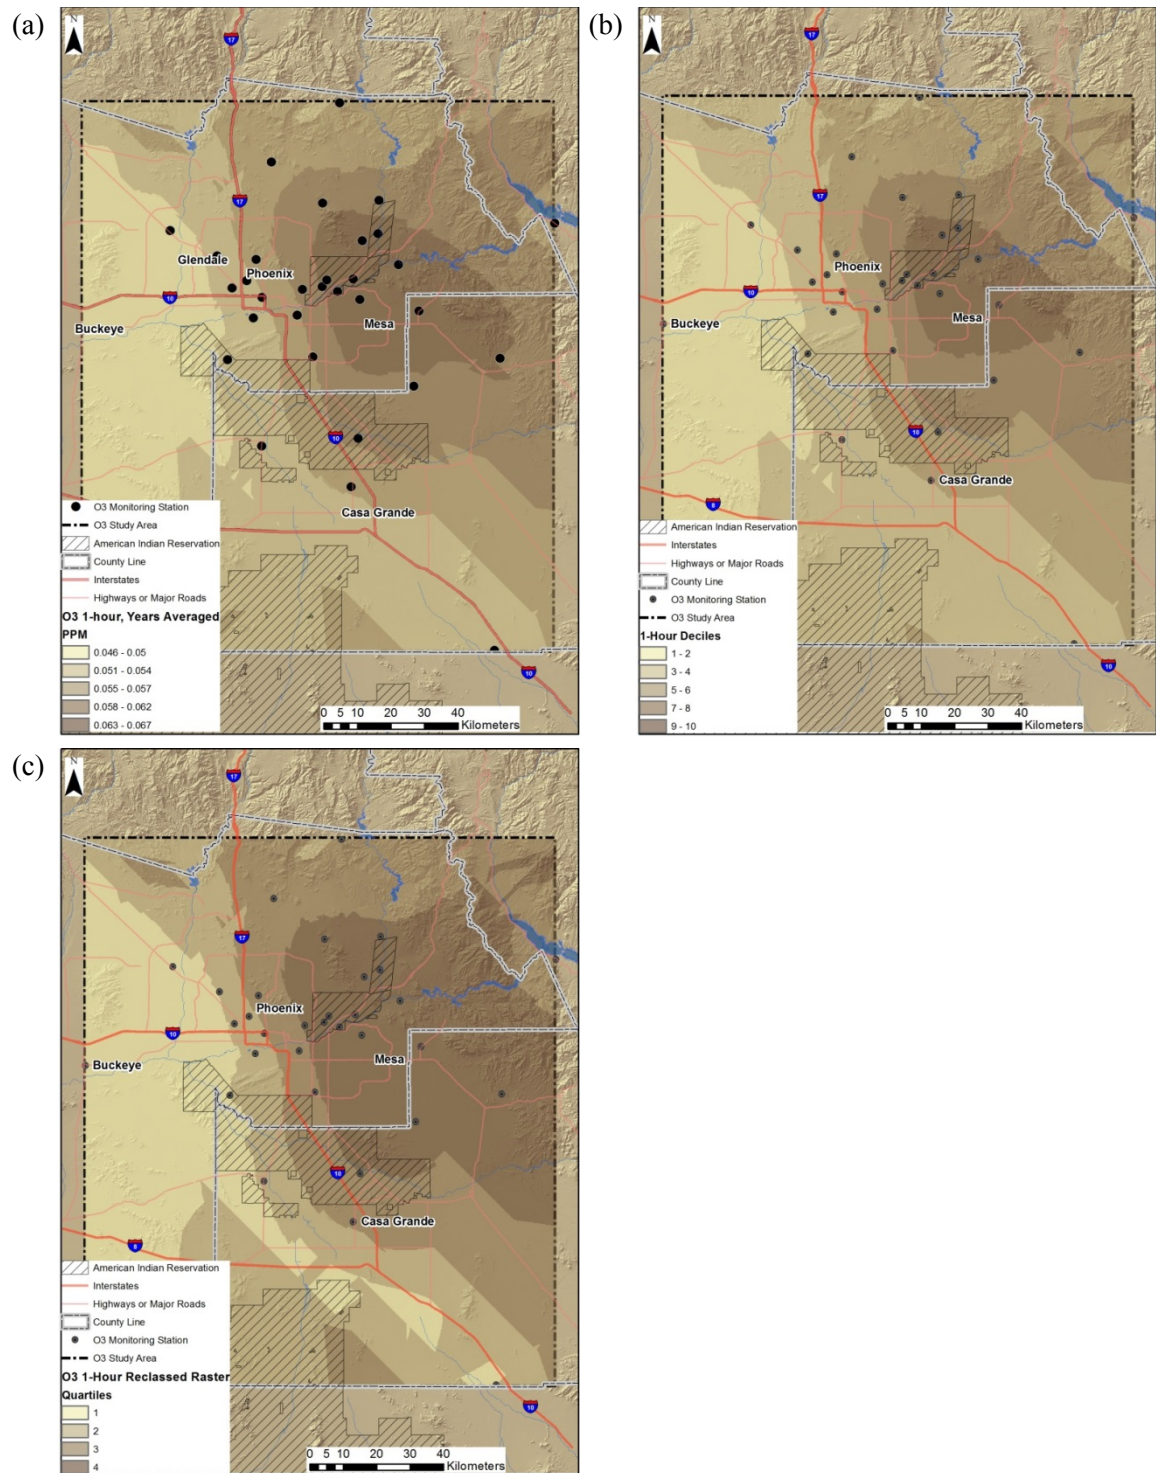 (a)
N
17
17
Glendale
Phoenix
10
Buckeye
Mesa
10
Casa Grande
10
O3 Monitoring Station
O3 Study Area
American Indian Reservation
County Line
Interstates
Highways or Major Roads
O3 1-hour, Years Averaged
PPM
0.046 - 0.05
0.051 - 0.054
0.055 - 0.057
0.058 - 0.062
0.063 - 0.067
0 5 10 20 30 40
Kilometers
(b)
N
17
17
Phoenix
10
Buckeye
Mesa
10
Casa Grande
8
10
American Indian Reservation
Interstates
Highways or Major Roads
County Line
O3 Monitoring Station
O3 Study Area
1-Hour Deciles
1 - 2
3 - 4
5 - 6
7 - 8
9 - 10
0 5 10 20 30 40
Kilometers
(c)
N
17
17
Phoenix
10
Buckeye
Mesa
10
Casa Grande
8
10
American Indian Reservation
Interstates
Highways or Major Roads
County Line
O3 Monitoring Station
O3 Study Area
O3 1-Hour Reclassed Raster
Quartiles
1
2
3
4
0 5 10 20 30 40
Kilometers